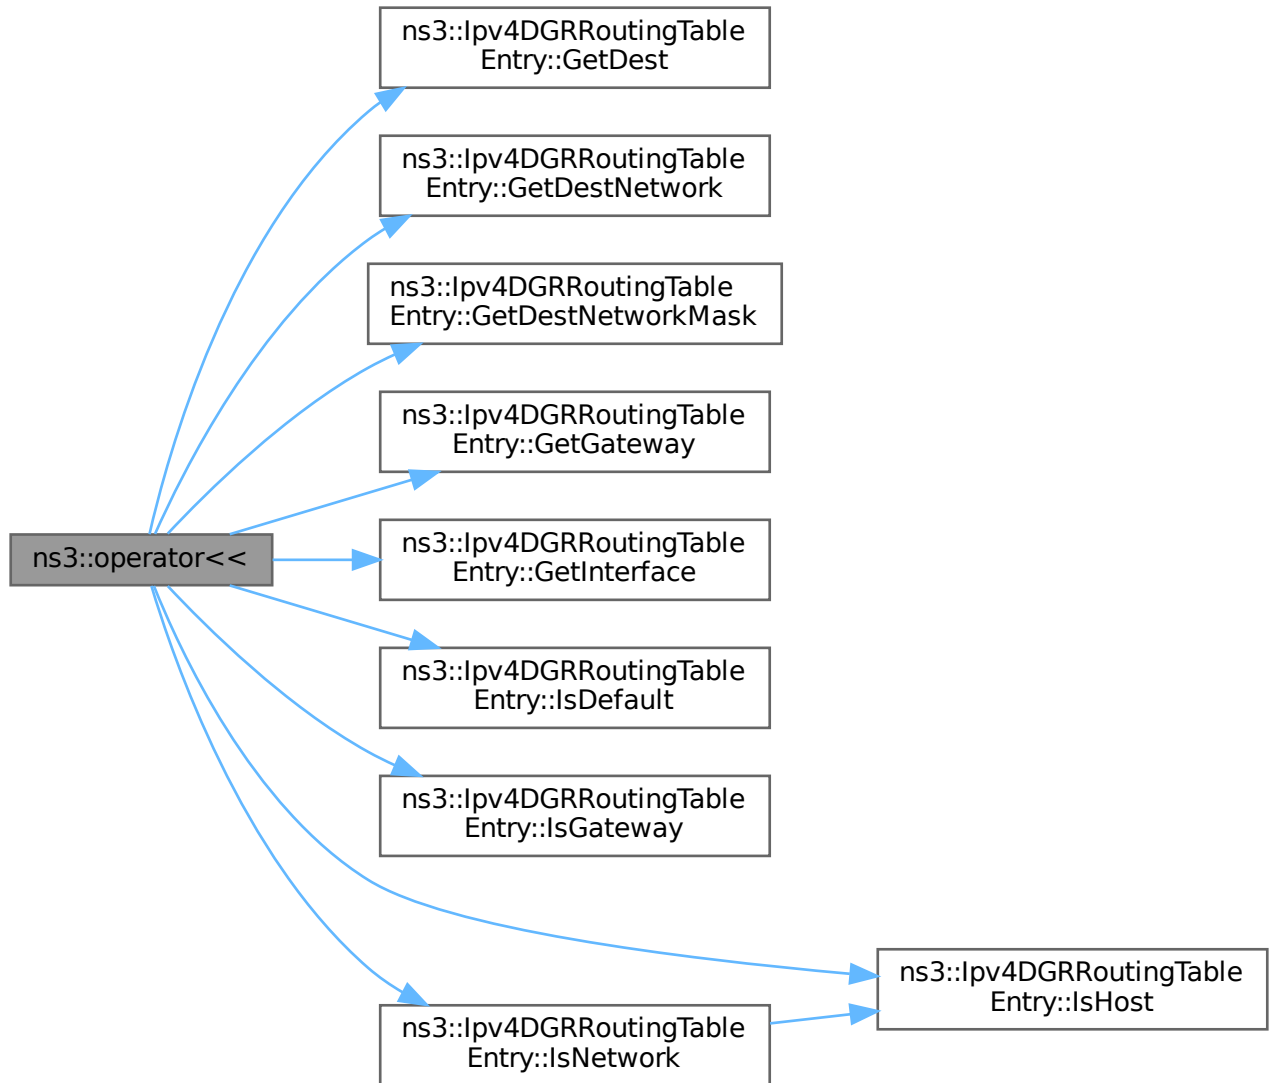 ns3::Ipv4DGRRoutingTable
Entry::GetDest
ns3::Ipv4DGRRoutingTable
Entry::GetDestNetwork
ns3::Ipv4DGRRoutingTable
Entry::GetDestNetworkMask
ns3::Ipv4DGRRoutingTable
Entry::GetGateway
ns3::operator<<
ns3::Ipv4DGRRoutingTable
Entry::GetInterface
ns3::Ipv4DGRRoutingTable
Entry::IsDefault
ns3::Ipv4DGRRoutingTable
Entry::IsGateway
ns3::Ipv4DGRRoutingTable
Entry::IsHost
ns3::Ipv4DGRRoutingTable
Entry::IsNetwork